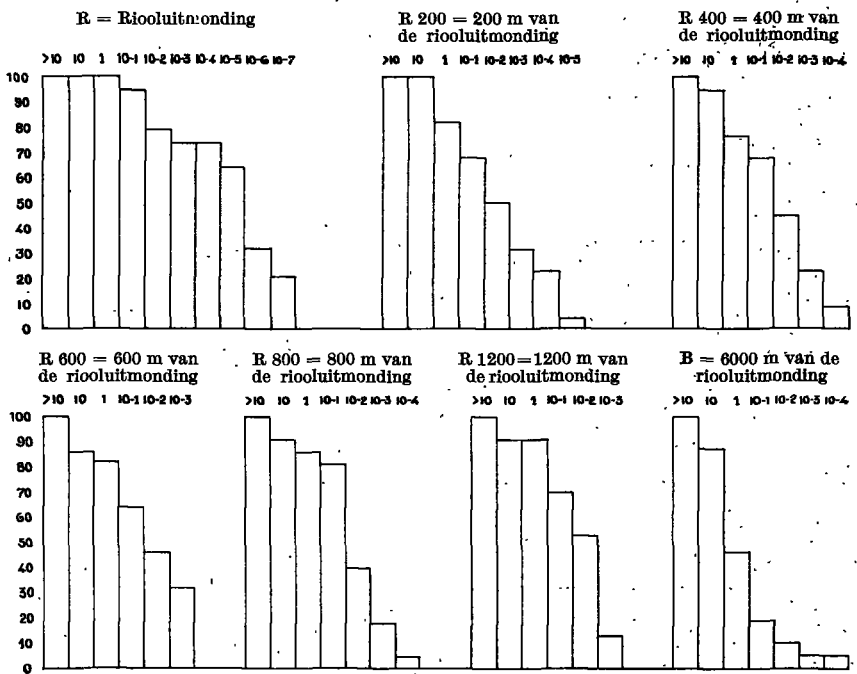 R = Riooluitmonding
>10 10 1 10-1 10-2 10-3 10-4 10-5 10-6 10-7
R 200 = 200 m van
de riooluitmonding
>10 10 1 10-1 10-2 10-3 10-4 10-5
R 400 = 400 m van
de riooluitmonding
>10 10 1 10-1 10-2 10-3 10-4
100
90
80
70
60
50
40
30
20
10
0
R 600 = 600 m van
de riooluitmonding
>10 10 1 10-1 10-2 10-3
R 800 = 800 m van
de riooluitmonding
>10 10 1 10-1 10-2 10-3 10-4
R 1200=1200 m van
de riooluitmonding
>10 10 1 10-1 10-2 10-3
B = 6000 m van de
riooluitmonding
>10 10 1 10-1 10-2 10-3 10-4
100
90
80
70
60
50
40
30
20
10
0